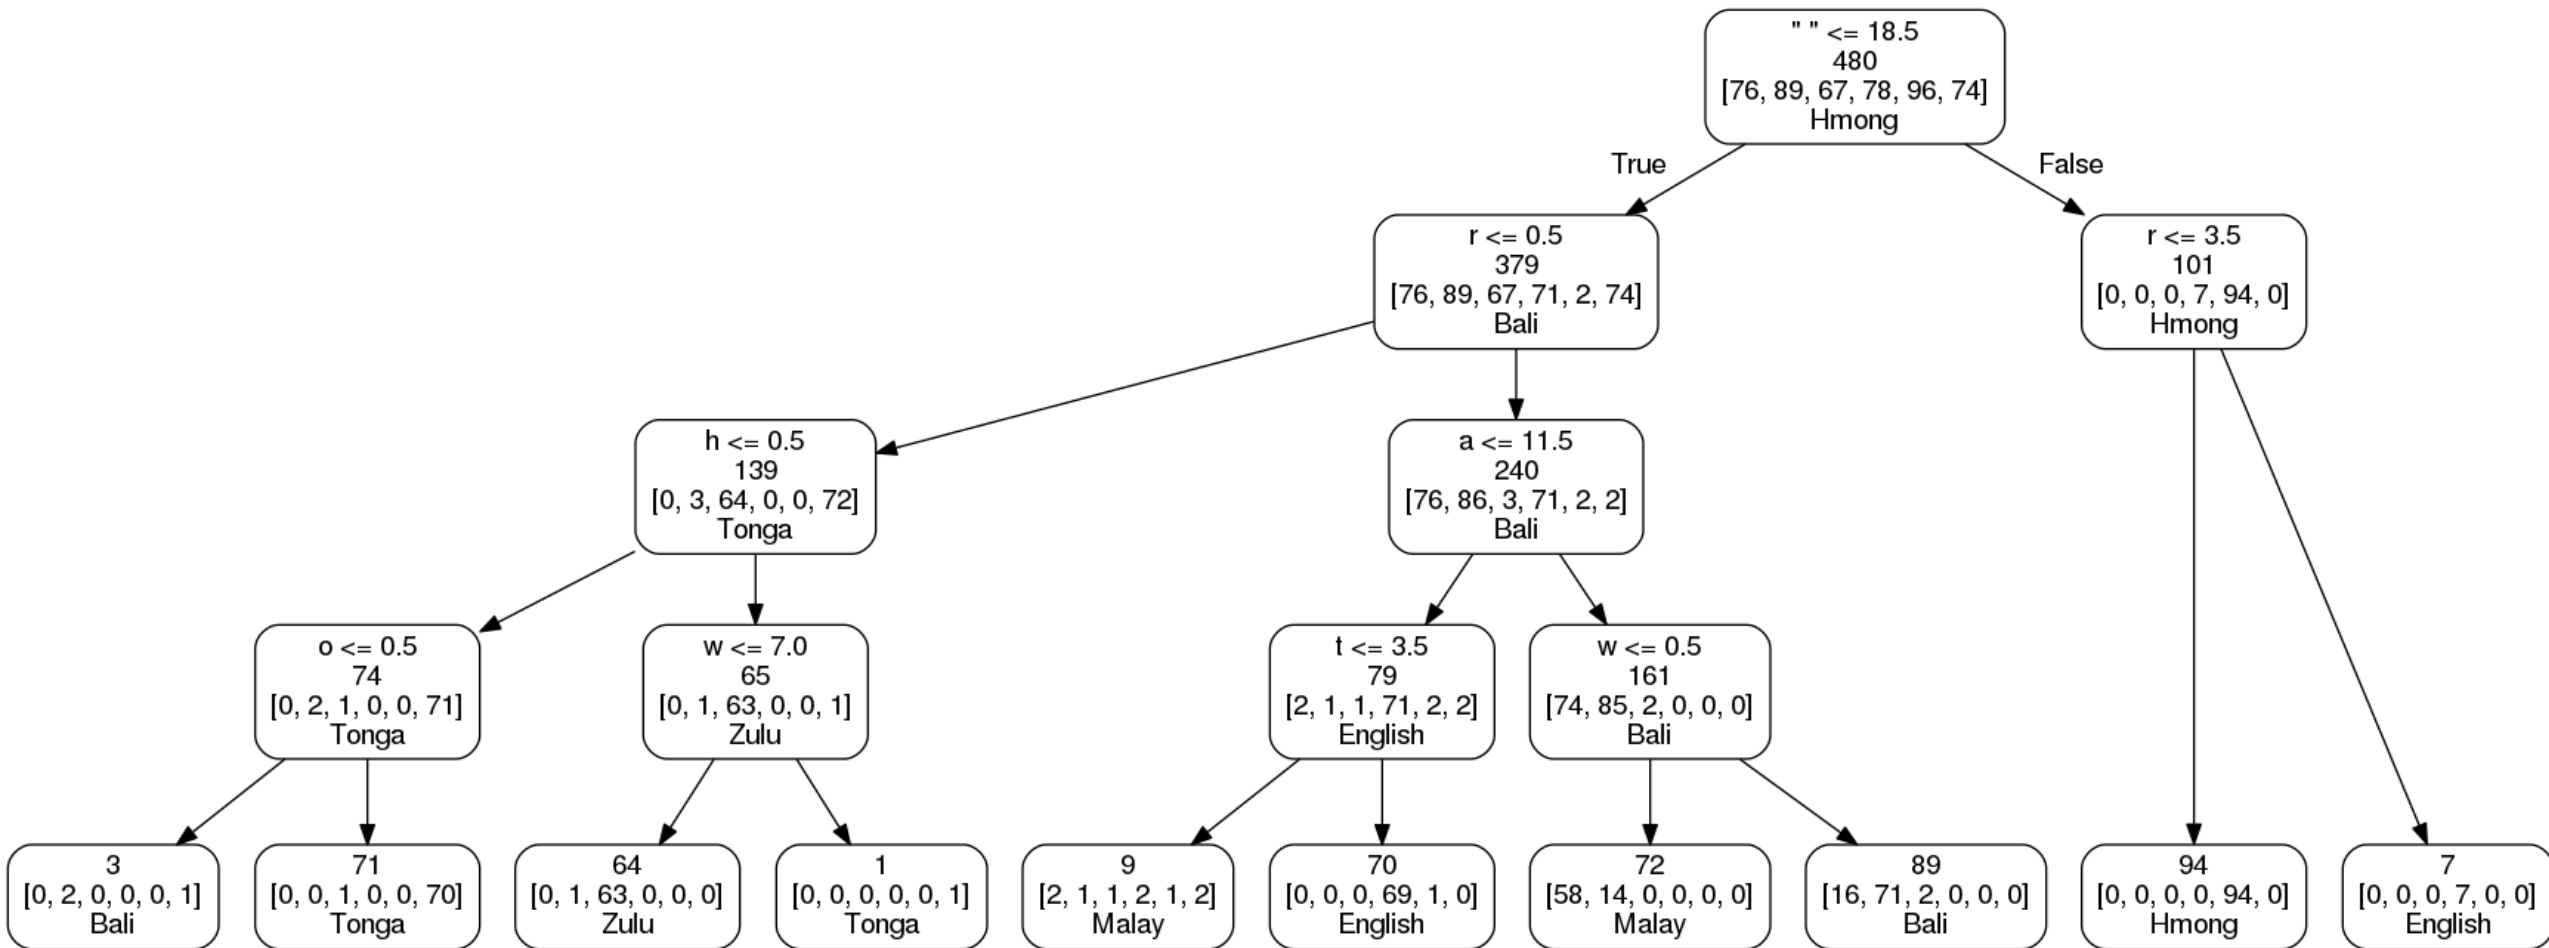 " " <= 18.5
480
[76, 89, 67, 78, 96, 74]
Hmong
True
False
r <= 0.5
379
[76, 89, 67, 71, 2, 74]
Bali
r <= 3.5
101
[0, 0, 0, 7, 94, 0]
Hmong
h <= 0.5
139
[0, 3, 64, 0, 0, 72]
Tonga
a <= 11.5
240
[76, 86, 3, 71, 2, 2]
Bali
o <= 0.5
74
[0, 2, 1, 0, 0, 71]
Tonga
w <= 7.0
65
[0, 1, 63, 0, 0, 1]
Zulu
t <= 3.5
79
[2, 1, 1, 71, 2, 2]
English
w <= 0.5
161
[74, 85, 2, 0, 0, 0]
Bali
3
[0, 2, 0, 0, 0, 1]
Bali
71
[0, 0, 1, 0, 0, 70]
Tonga
64
[0, 1, 63, 0, 0, 0]
Zulu
1
[0, 0, 0, 0, 0, 1]
Tonga
9
[2, 1, 1, 2, 1, 2]
Malay
70
[0, 0, 0, 69, 1, 0]
English
72
[58, 14, 0, 0, 0, 0]
Malay
89
[16, 71, 2, 0, 0, 0]
Bali
94
[0, 0, 0, 0, 94, 0]
Hmong
7
[0, 0, 0, 7, 0, 0]
English